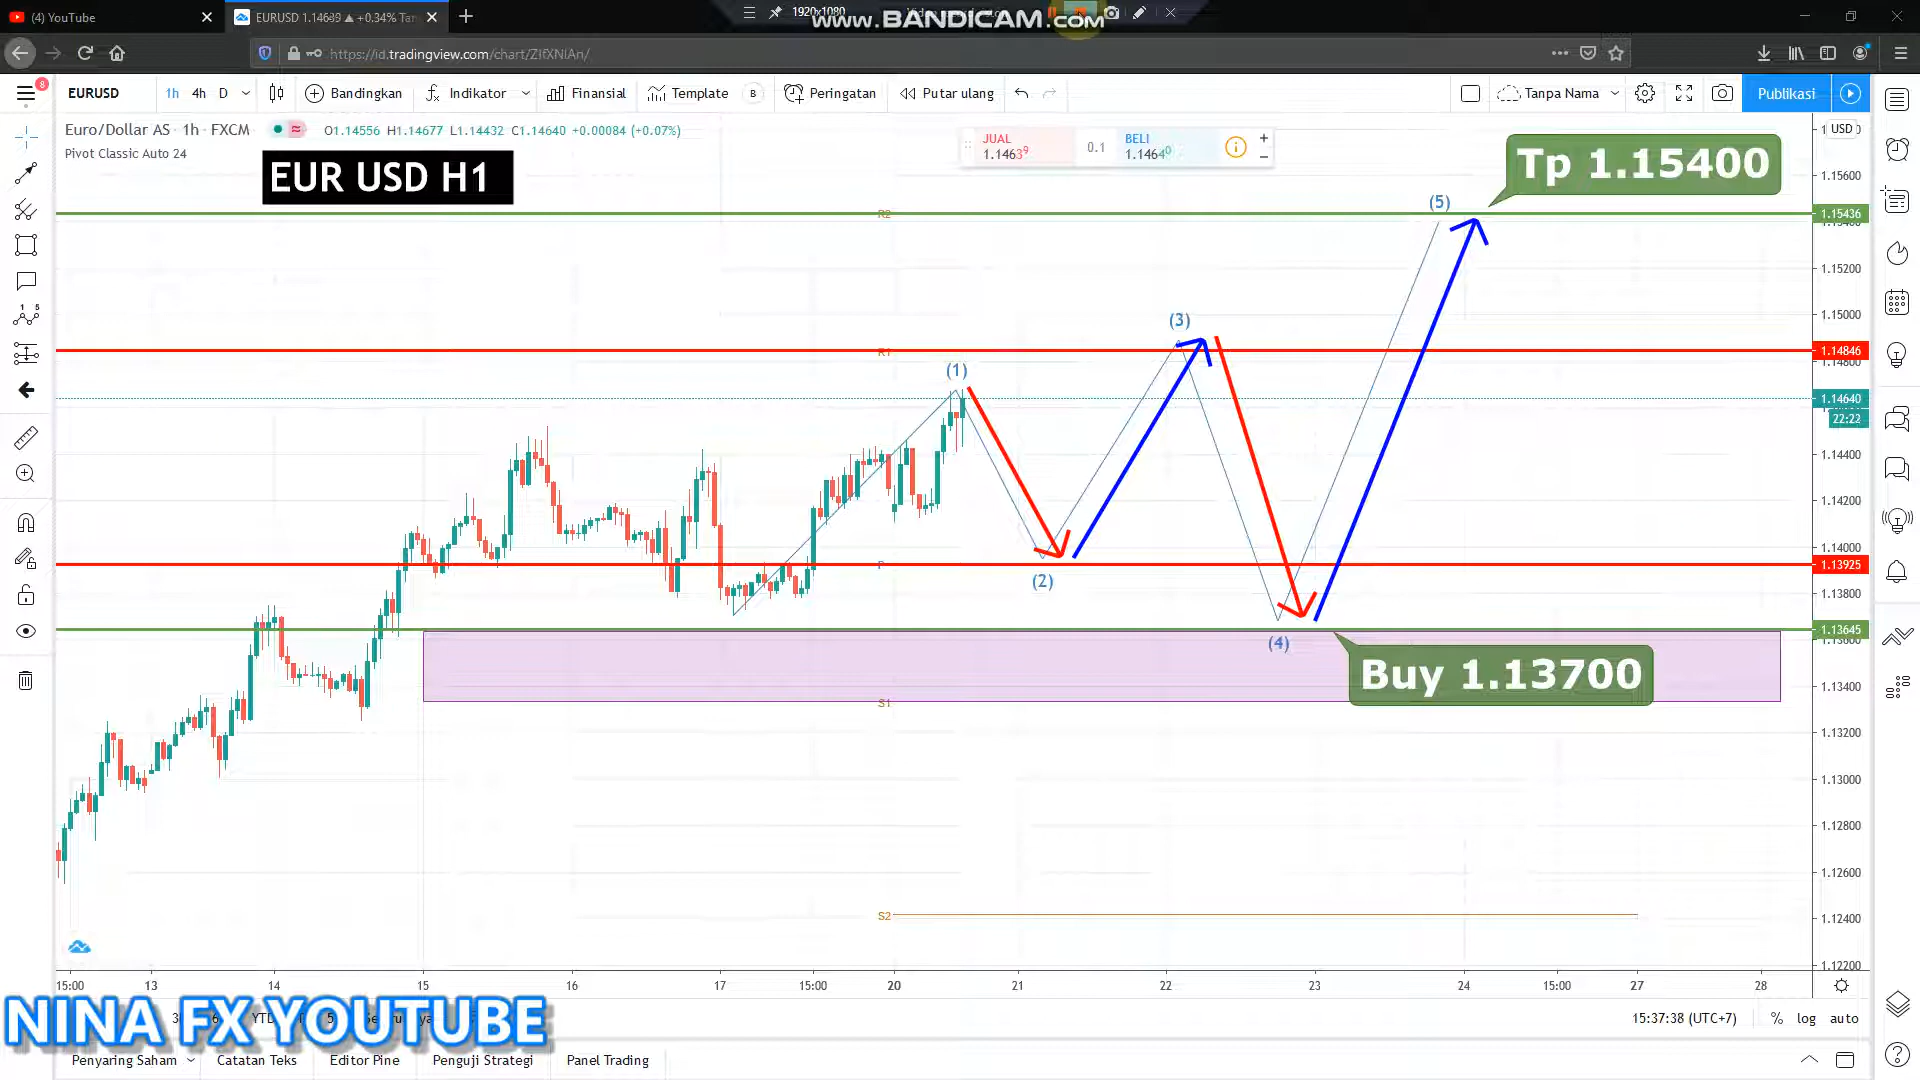 (4) YouTube
EURUSD 1.14639 ▲ +0.34% Tan
1920x1080
www.BANDICAM.com
https://id.tradingview.com/chart/ZIfXNIAn/
8
EURUSD
1h 4h D
Bandingkan
Indikator
Finansial
Template B
Peringatan
Putar ulang
Tanpa Nama
Publikasi
Euro/Dollar AS · 1h · FXCM
O1.14556 H1.14677 L1.14432 C1.14640 +0.00084 (+0.07%)
Pivot Classic Auto 24
EUR USD H1
JUAL
1.14639
0.1
BELI
1.14640
USD
Tp 1.15400
1.15600
(5)
R2
1.15436
1.15200
1.15000
(3)
R1
1.14846
1.14800
(1)
1.14640
22:22
1.14400
1.14200
1.14000
P
1.13925
(2)
1.13800
1.13645
1.13600
(4)
Buy 1.13700
1.13400
S1
1.13200
1.13000
1.12800
1.12600
S2
1.12400
1.12200
15:00 13 14 15 16 17 15:00 20 21 22 23 24 15:00 27 28
NINA FX YOUTUBE
YTD
15:37:38 (UTC+7) % log auto
Penyaring Saham
Catatan Teks
Editor Pine
Penguji Strategi
Panel Trading